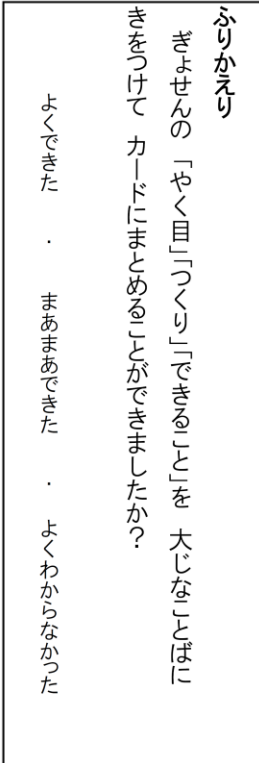 ふりかえり
ぎょせんの「やく目」「つくり」「できること」を　大じなことばに
きをつけて　カードにまとめることができましたか？
よくできた　・　まあまあできた　・　よくわからなかった